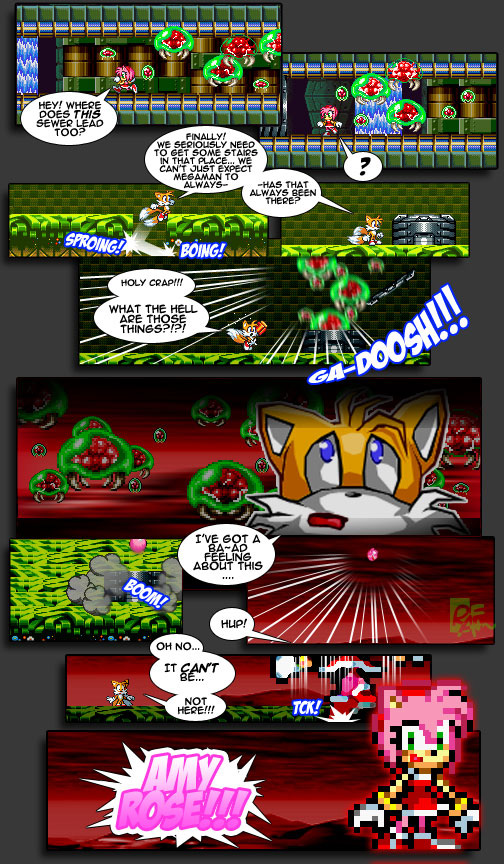 HEY! WHERE
DOES THIS
SEWER LEAD
TOO?
?
FINALLY!
WE SERIOUSLY NEED
TO GET SOME STAIRS
IN THAT PLACE... WE
CAN'T JUST EXPECT
MEGAMAN TO
ALWAYS-
-HAS THAT
ALWAYS BEEN
THERE?
SPROING!
BOING!
HOLY CRAP!!!
WHAT THE HELL
ARE THOSE
THINGS?!?!
GA-DOOSH!!!
I'VE GOT A
BA-AD
FEELING
ABOUT THIS
....
BOOM!
HUP!
OH NO...
IT CAN'T
BE...
NOT
HERE!!!
TCK!
AMY
ROSE!!!